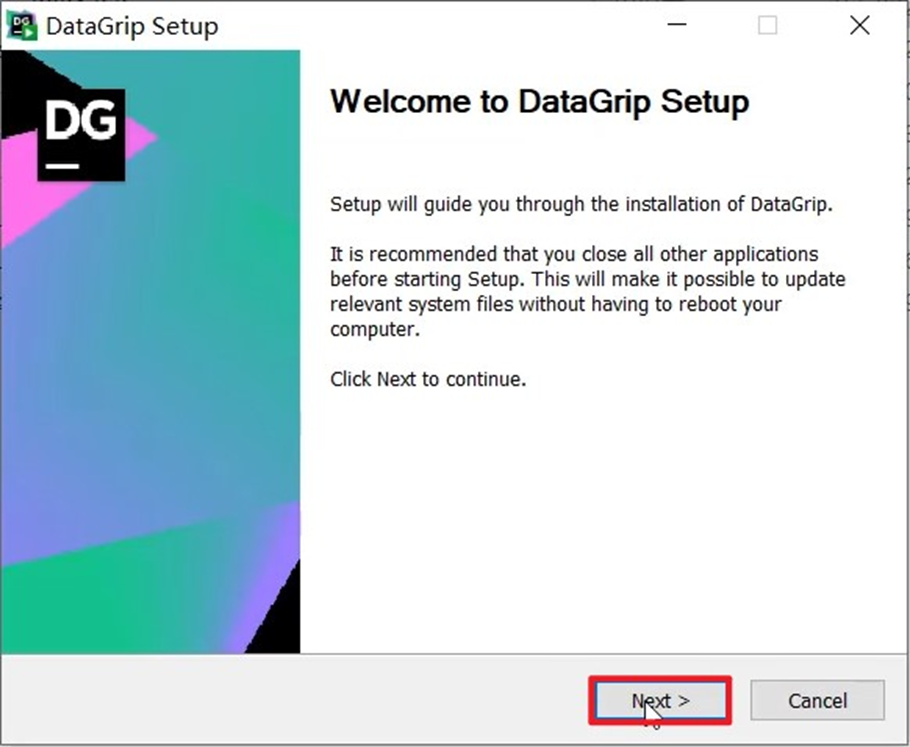 DataGrip Setup
DG
Welcome to DataGrip Setup
Setup will guide you through the installation of DataGrip.
It is recommended that you close all other applications
before starting Setup. This will make it possible to update
relevant system files without having to reboot your
computer.
Click Next to continue.
Next >
Cancel